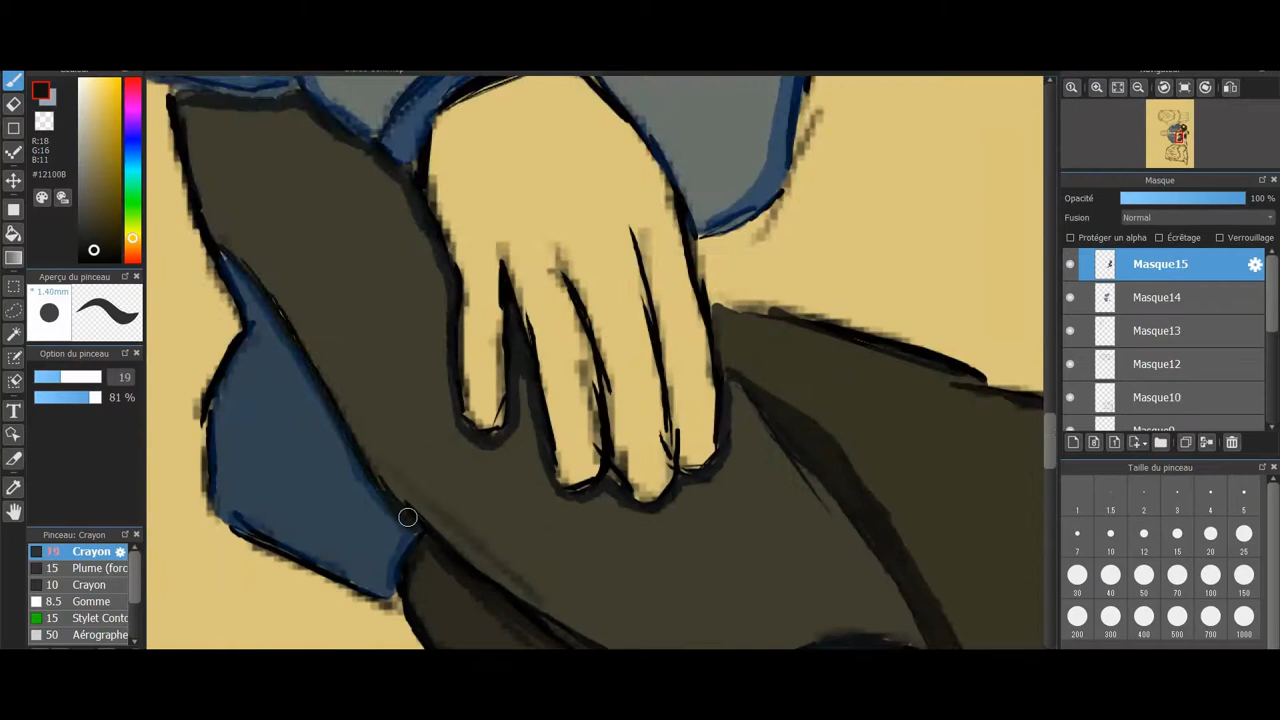 R:18
G:16
B:11
#12100B
Aperçu du pinceau
* 1.40mm
Option du pinceau
19
81 %
Pinceau: Crayon
19 Crayon
15 Plume (forc
10 Crayon
8.5 Gomme
15 Stylet Conto
50 Aérographe
Masque
Opacité 100 %
Fusion Normal
Protéger un alpha Écrêtage Verrouillage
Masque15
Masque14
Masque13
Masque12
Masque10
Taille du pinceau
1 1.5 2 3 4 5
7 10 12 15 20 25
30 40 50 70 100 150
200 300 400 500 700 1000